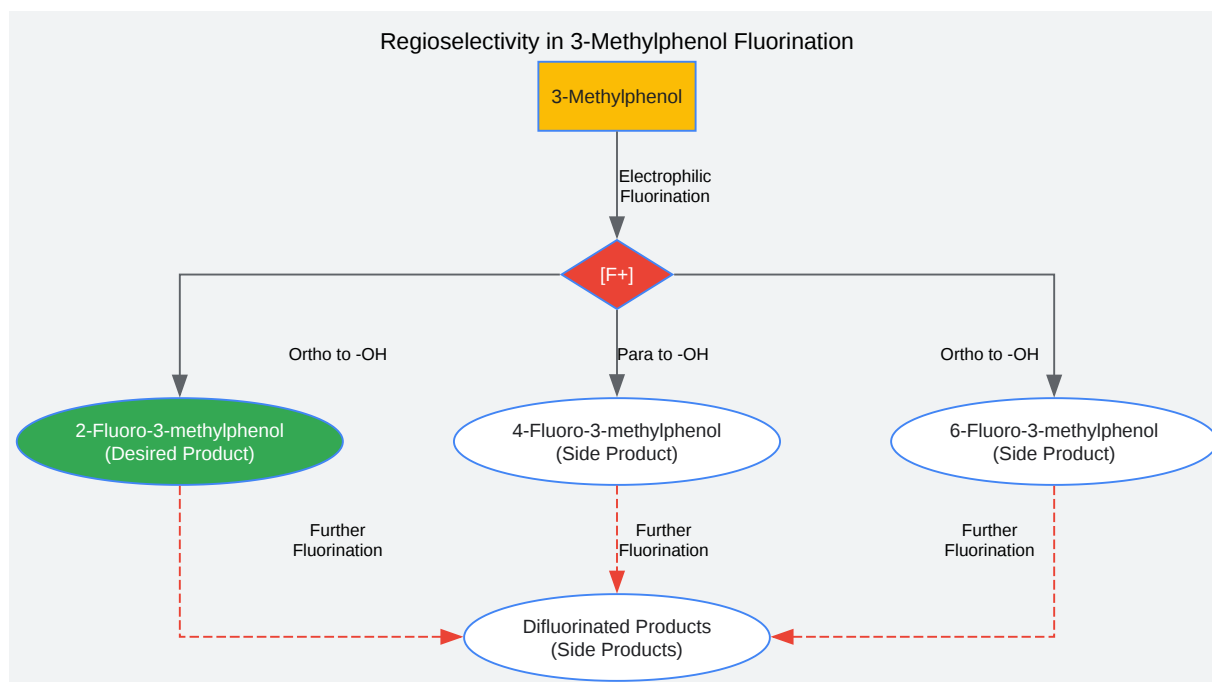 Regioselectivity in 3-Methylphenol Fluorination
3-Methylphenol
Electrophilic
Fluorination
[F+]
Ortho to -OH
Para to -OH
Ortho to -OH
2-Fluoro-3-methylphenol
(Desired Product)
4-Fluoro-3-methylphenol
(Side Product)
6-Fluoro-3-methylphenol
(Side Product)
Further
Fluorination
Further
Fluorination
Further
Fluorination
Difluorinated Products
(Side Products)